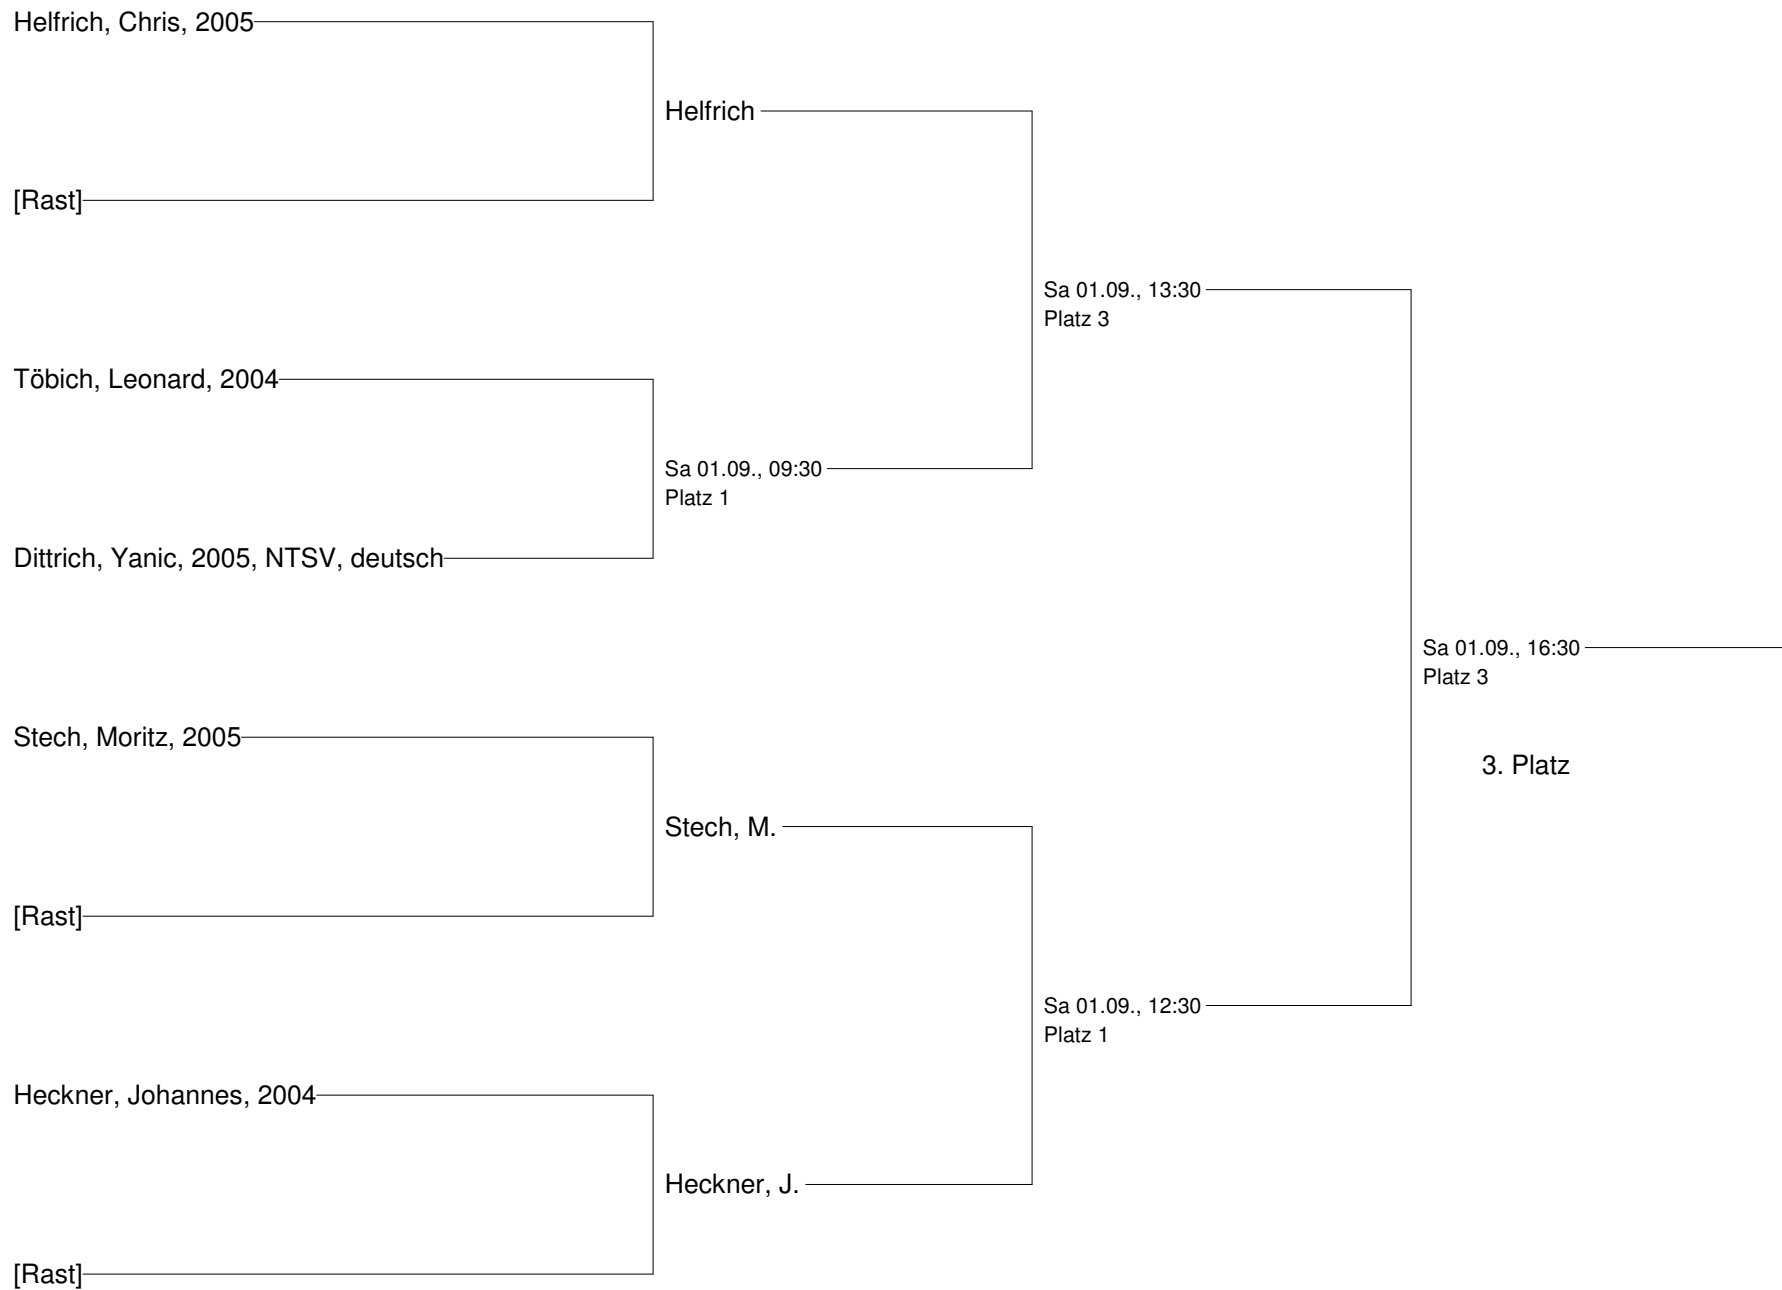 Helfrich, Chris, 2005
Helfrich
[Rast]
Sa 01.09., 13:30
Platz 3
Töbich, Leonard, 2004
Sa 01.09., 09:30
Platz 1
Dittrich, Yanic, 2005, NTSV, deutsch
Sa 01.09., 16:30
Platz 3
Stech, Moritz, 2005
3. Platz
Stech, M.
[Rast]
Sa 01.09., 12:30
Platz 1
Heckner, Johannes, 2004
Heckner, J.
[Rast]